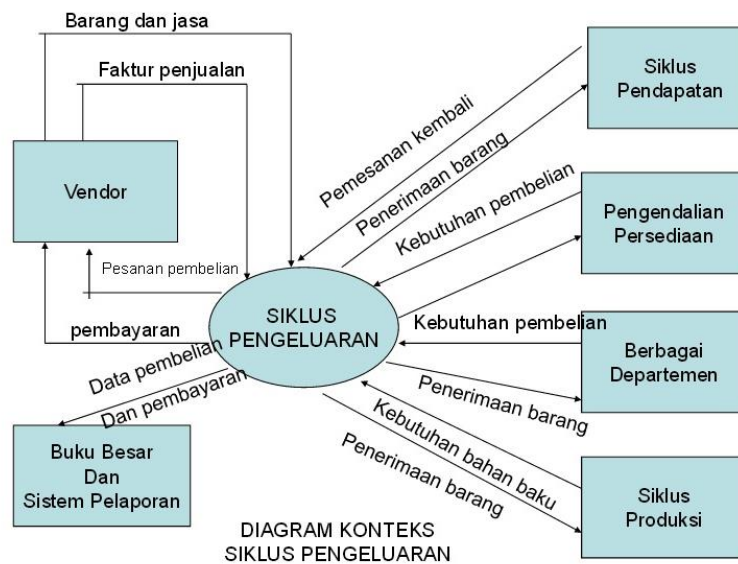 Barang dan jasa
Faktur penjualan
Vendor
Pesanan pembelian
pembayaran
Data pembelian
Dan pembayaran
Buku Besar
Dan
Sistem Pelaporan
SIKLUS
PENGELUARAN
Pemesanan kembali
Penerimaan barang
Siklus
Pendapatan
Kebutuhan pembelian
Pengendalian
Persediaan
Kebutuhan pembelian
Berbagai
Departemen
Penerimaan barang
Kebutuhan bahan baku
Penerimaan barang
Siklus
Produksi
DIAGRAM KONTEKS
SIKLUS PENGELUARAN